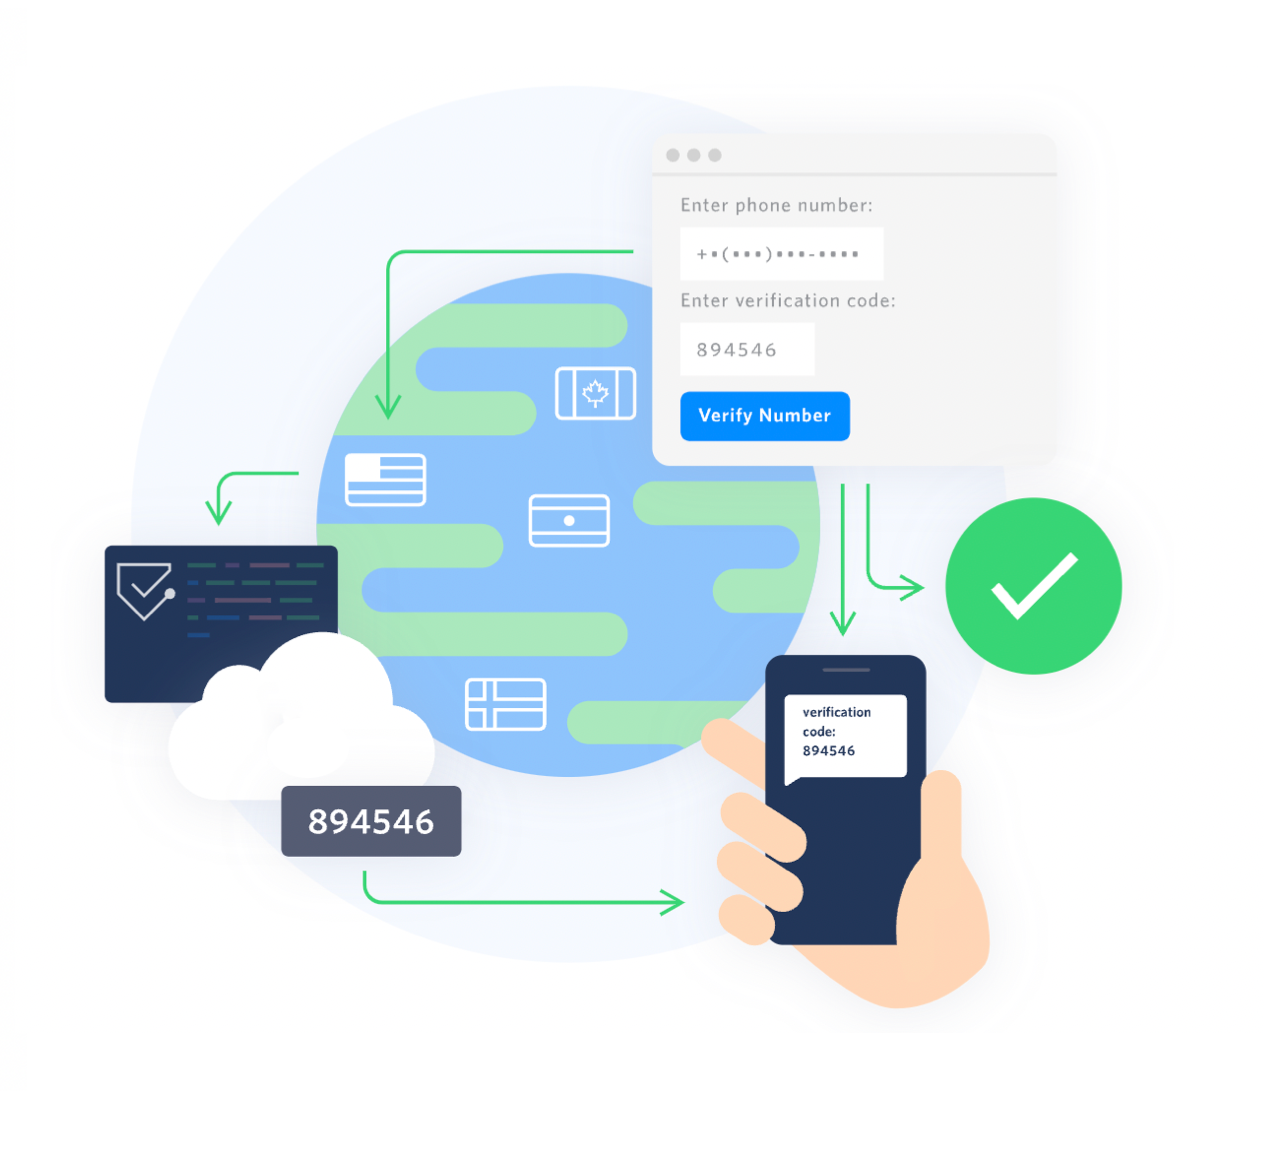 Enter phone number:
+•(•••)•••-••••
Enter verification code:
894546
Verify Number
verification
code:
894546
894546